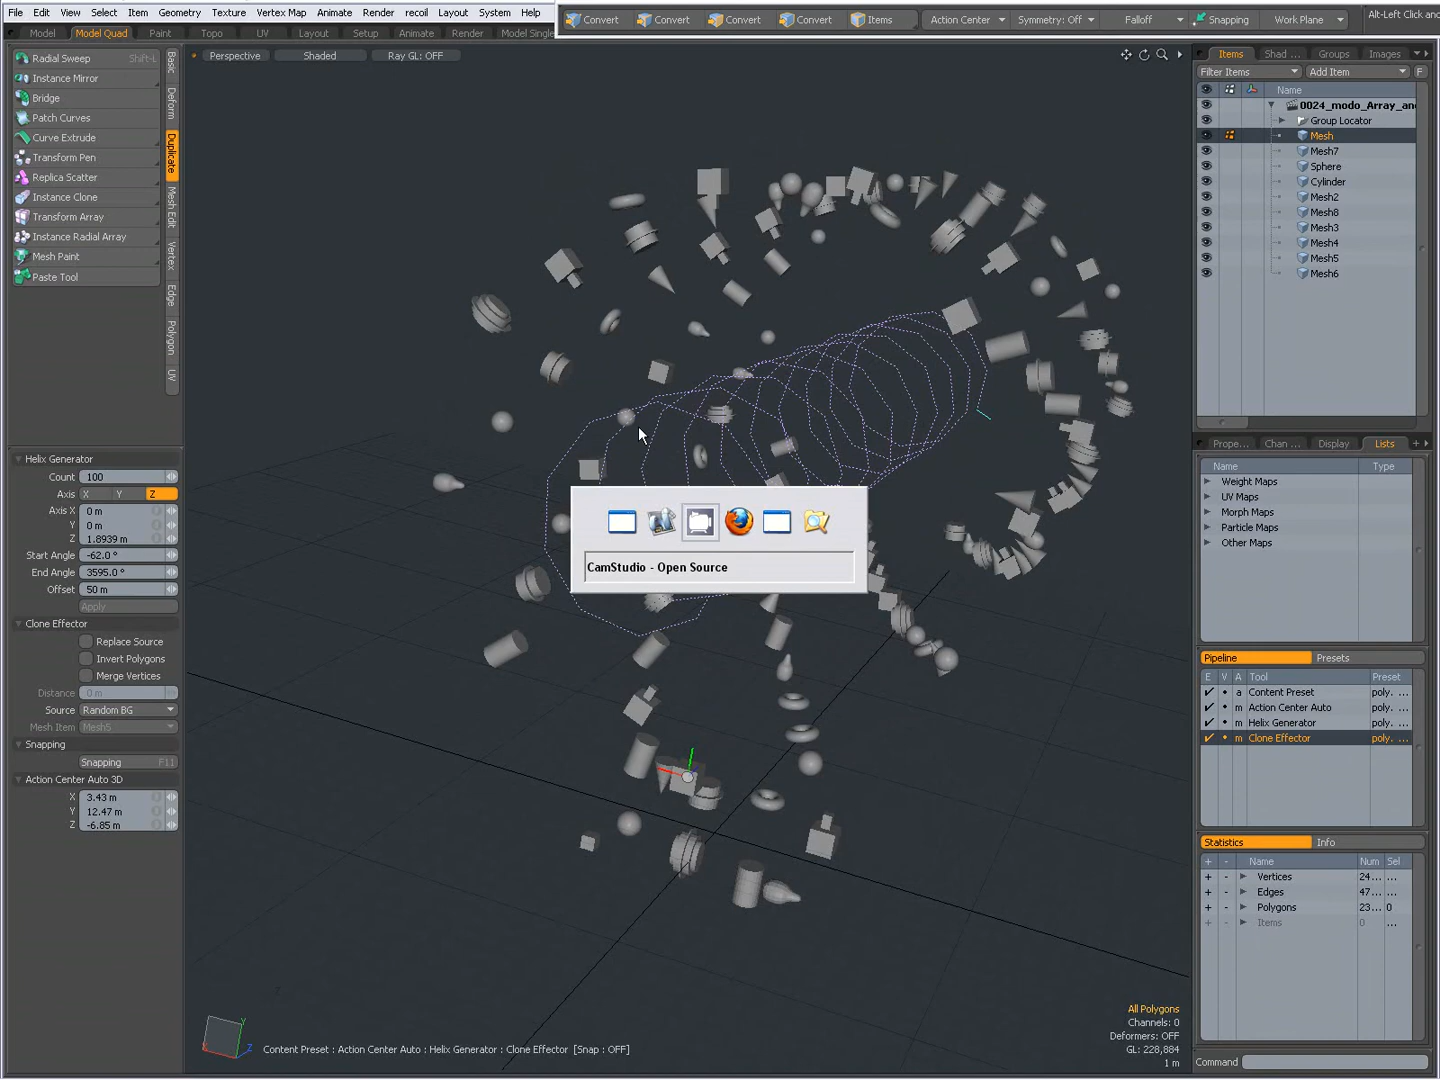 File Edit View Select Item Geometry Texture Vertex Map Animate Render recoil Layout System Help
Convert Convert Convert Convert Items Action Center Symmetry: Off Falloff Snapping Work Plane Alt-Left Click and
Model Model Quad Paint Topo UV Layout Setup Animate Render Model Single
Perspective Shaded Ray GL: OFF
Radial Sweep Shift-L
Instance Mirror
Bridge
Patch Curves
Curve Extrude
Transform Pen
Replica Scatter
Instance Clone
Transform Array
Instance Radial Array
Mesh Paint
Paste Tool
Basic
Deform
Duplicate
Mesh Edit
Vertex
Edge
Polygon
UV
Helix Generator
Count 100
Axis X Y Z
Axis X 0 m
Y 0 m
Z 1.8939 m
Start Angle -62.0 °
End Angle 3595.0 °
Offset 50 m
Apply
Clone Effector
Replace Source
Invert Polygons
Merge Vertices
Distance 0 m
Source Random BG
Mesh Item Mesh5
Snapping
Snapping F11
Action Center Auto 3D
X 3.43 m
Y 12.47 m
Z -6.85 m
CamStudio - Open Source
Y
X
Z
Content Preset : Action Center Auto : Helix Generator : Clone Effector [Snap : OFF]
All Polygons
Channels: 0
Deformers: OFF
GL: 228,884
1 m
Items Shad ... Groups Images
Filter Items Add Item F
Name
0024_modo_Array_an
Group Locator
Mesh
Mesh7
Sphere
Cylinder
Mesh2
Mesh8
Mesh3
Mesh4
Mesh5
Mesh6
Prope... Chan ... Display Lists +
Name Type
Weight Maps
UV Maps
Morph Maps
Particle Maps
Other Maps
Pipeline Presets
E V A Tool Preset
a Content Preset poly. ...
m Action Center Auto poly. ...
m Helix Generator poly. ...
m Clone Effector poly. ...
Statistics Info
+ - Name Num Sel
+ - Vertices 24... ...
+ - Edges 47... ...
+ - Polygons 23... 0
+ - Items 0 ...
Command